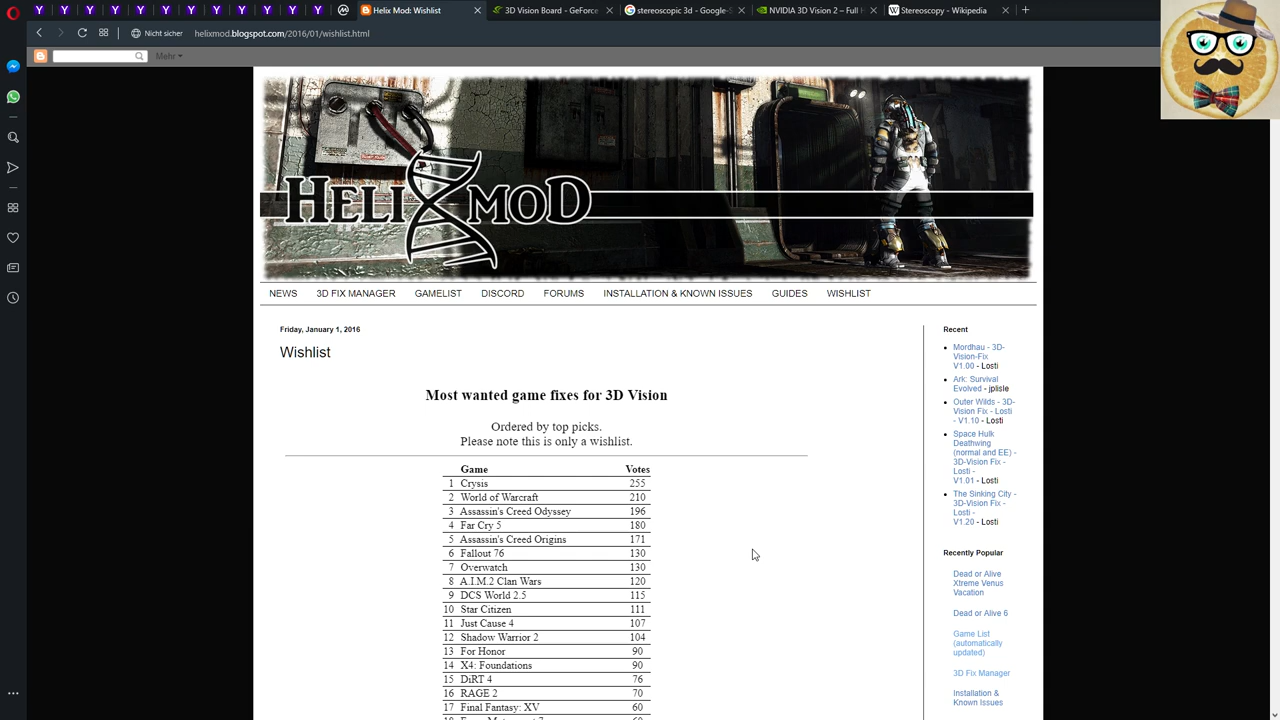 Helix Mod: Wishlist
3D Vision Board - GeForce
stereoscopic 3d - Google-S
NVIDIA 3D Vision 2 – Full H
Stereoscopy - Wikipedia
Nicht sicher
helixmod.blogspot.com/2016/01/wishlist.html
Mehr
HELIXMOD
NEWS
3D FIX MANAGER
GAMELIST
DISCORD
FORUMS
INSTALLATION & KNOWN ISSUES
GUIDES
WISHLIST
Friday, January 1, 2016
Wishlist
Most wanted game fixes for 3D Vision
Ordered by top picks.
Please note this is only a wishlist.
Game Votes
1 Crysis 255
2 World of Warcraft 210
3 Assassin's Creed Odyssey 196
4 Far Cry 5 180
5 Assassin's Creed Origins 171
6 Fallout 76 130
7 Overwatch 130
8 A.I.M.2 Clan Wars 120
9 DCS World 2.5 115
10 Star Citizen 111
11 Just Cause 4 107
12 Shadow Warrior 2 104
13 For Honor 90
14 X4: Foundations 90
15 DiRT 4 76
16 RAGE 2 70
17 Final Fantasy: XV 60
Recent
Mordhau - 3D-
Vision-Fix
V1.00 - Losti
Ark: Survival
Evolved - jplisle
Outer Wilds - 3D-
Vision Fix - Losti
- V1.10 - Losti
Space Hulk
Deathwing
(normal and EE) -
3D-Vision Fix -
Losti -
V1.01 - Losti
The Sinking City -
3D-Vision Fix -
Losti -
V1.20 - Losti
Recently Popular
Dead or Alive
Xtreme Venus
Vacation
Dead or Alive 6
Game List
(automatically
updated)
3D Fix Manager
Installation &
Known Issues